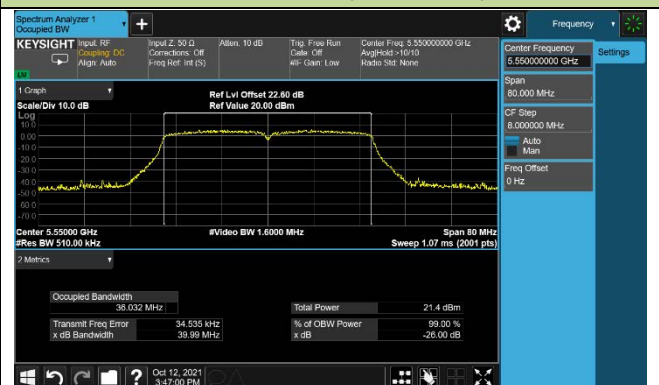 Spectrum Analyzer 1
Occupied BW
Frequency
KEYSIGHT
Input: RF
Coupling: DC
Align: Auto
Input Z: 50 Ω
Corrections: Off
Freq Ref: Int (S)
Atten: 10 dB
Trig: Free Run
Gate: Off
#IF Gain: Low
Center Freq: 5.550000000 GHz
Avg|Hold:>10/10
Radio Std: None
LM
Center Frequency
5.550000000 GHz
Settings
Span
80.000 MHz
CF Step
8.000000 MHz
Auto
Man
Freq Offset
0 Hz
1 Graph
Scale/Div 10.0 dB
Ref Lvl Offset 22.60 dB
Ref Value 20.00 dBm
Log
10.0
0.00
-10.0
-20.0
-30.0
-40.0
-50.0
-60.0
-70.0
Center 5.55000 GHz
#Res BW 510.00 kHz
#Video BW 1.6000 MHz
Span 80 MHz
Sweep 1.07 ms (2001 pts)
2 Metrics
Occupied Bandwidth
36.032 MHz
Total Power 21.4 dBm
Transmit Freq Error 34.535 kHz
% of OBW Power 99.00 %
x dB Bandwidth 39.99 MHz
x dB -26.00 dB
?
Oct 12, 2021
3:47:00 PM